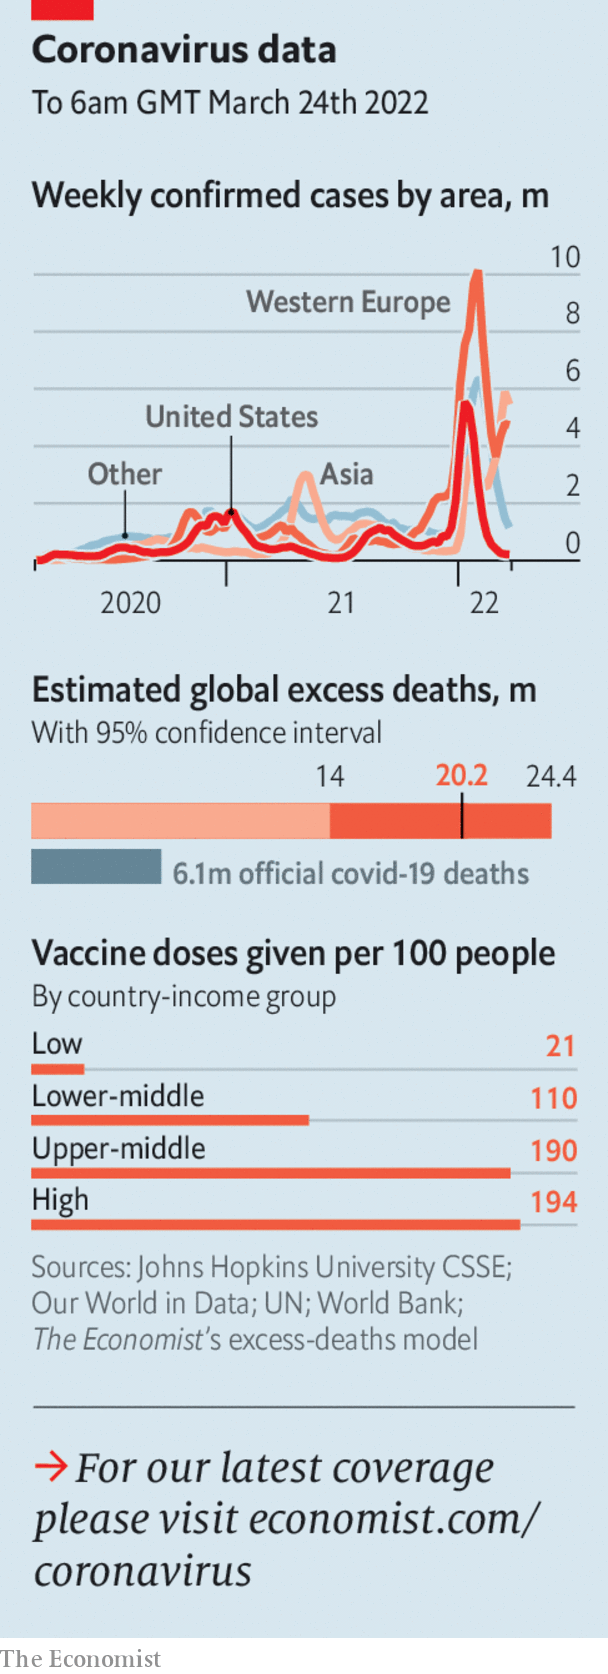 Coronavirus data
To 6am GMT March 24th 2022
Weekly confirmed cases by area, m
10
Western Europe
8
6
United States
4
Other
Asia
2
0
2020
21
22
Estimated global excess deaths, m
With 95% confidence interval
14
20.2
24.4
6.1m official covid-19 deaths
Vaccine doses given per 100 people
By country-income group
Low 21
Lower-middle 110
Upper-middle 190
High 194
Sources: Johns Hopkins University CSSE;
Our World in Data; UN; World Bank;
The Economist's excess-deaths model
→ For our latest coverage
please visit economist.com/
coronavirus
The Economist